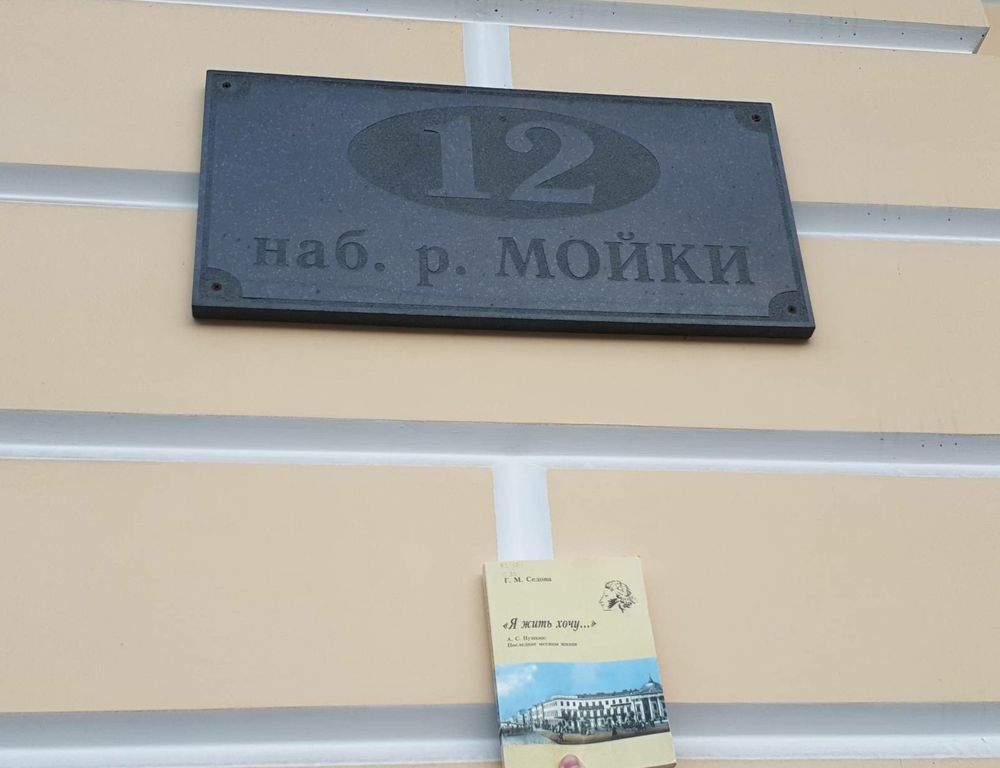 12
наб. р. МОЙКИ
Г. М. Седова
«Я жить хочу...»
А. С. Пушкин:
Последние месяцы жизни